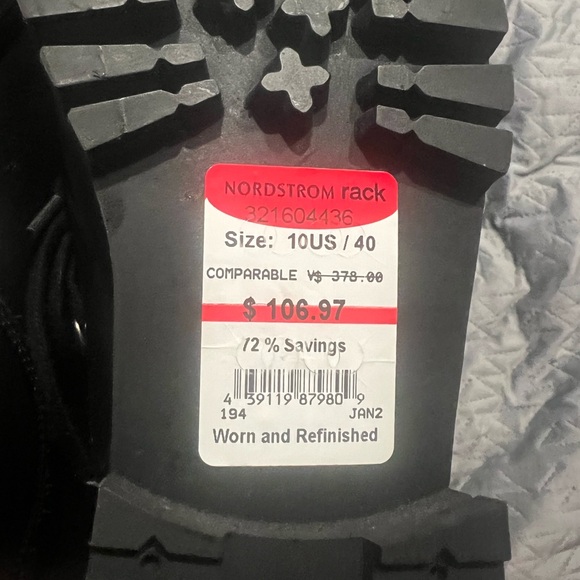 NORDSTROM rack
321604436
Size: 10US / 40
COMPARABLE V$ 378.00
$ 106.97
72 % Savings
4 39119 87980 9
194 JAN2
Worn and Refinished